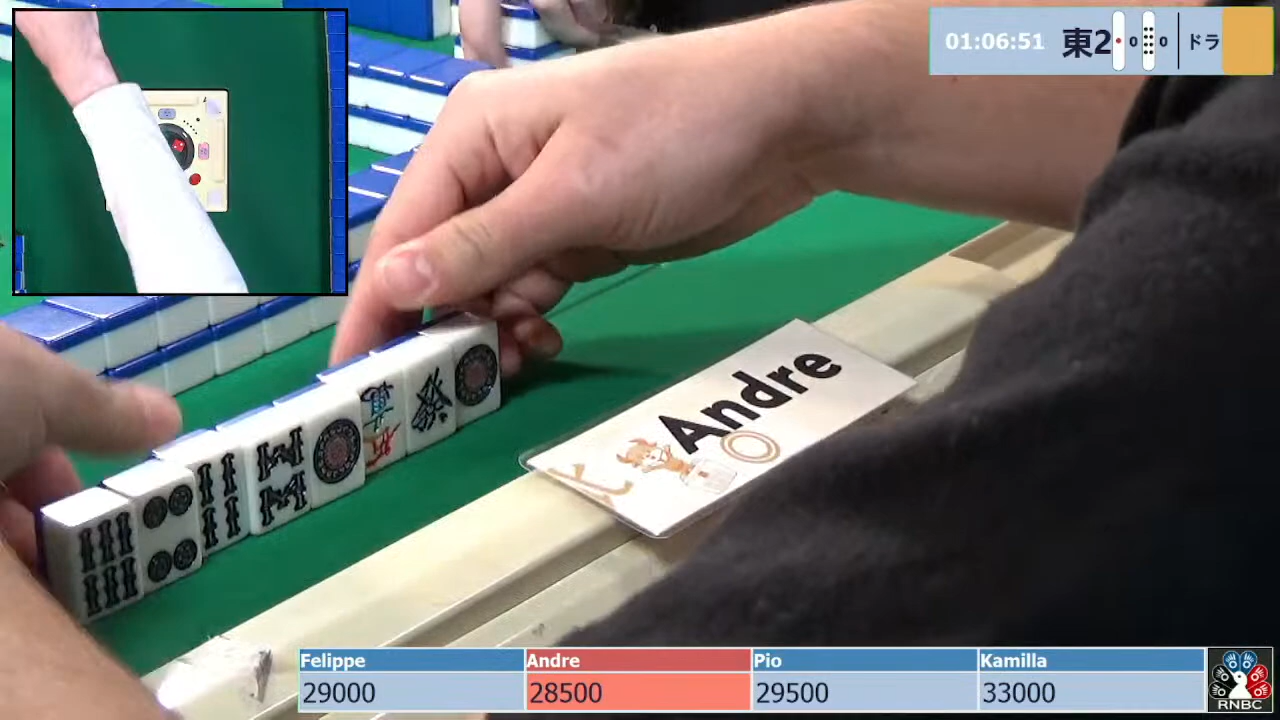 01:06:51 東2 0 0 ドラ
Andre
Felippe Andre Pio Kamilla
29000 28500 29500 33000
RNBC